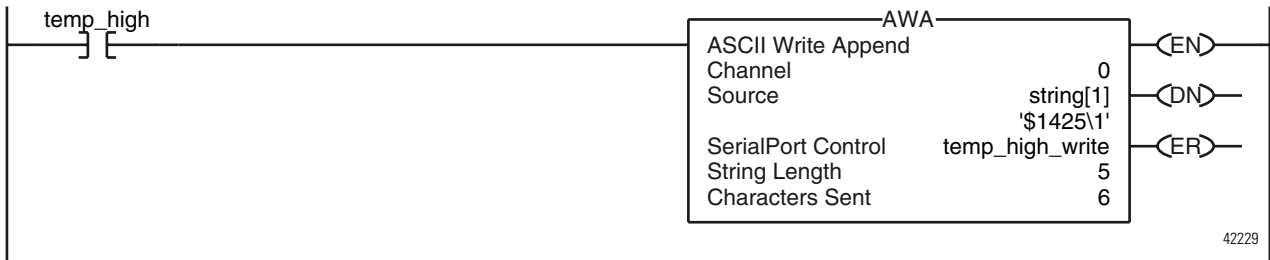 temp_high
AWA
ASCII Write Append
EN
Channel 0
Source string[1]
DN
'$1425\1'
SerialPort Control temp_high_write
ER
String Length 5
Characters Sent 6
42229